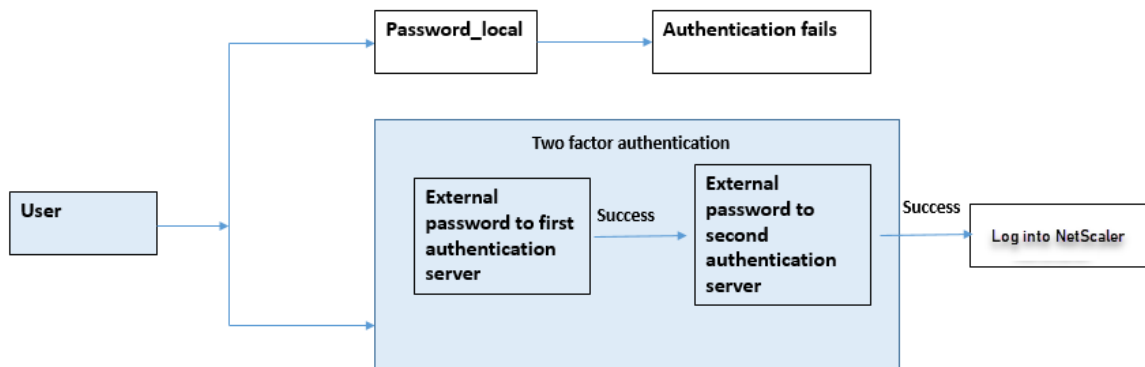 Password_local
Authentication fails
Two factor authentication
User
External
password to first
authentication
server
Success
External
password to
second
authentication
server
Success
Log into NetScaler